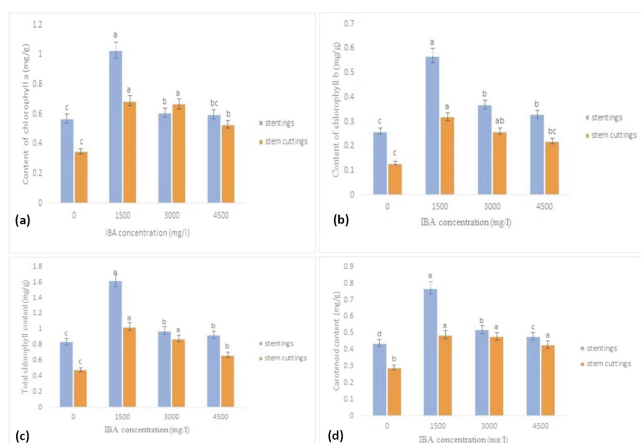 1.2
a
1
0.8
a
a
0.6
c
b
bc
b
0.4
c
0.2
0
0
1500
3000
4500
Content of chlorophyll a (mg/g)
IBA concentration (mg/l)
stentings
stem cuttings
(a)
0.7
a
0.6
0.5
0.4
b
a
b
0.3
c
ab
bc
0.2
c
0.1
0
0
1500
3000
4500
Content of chlorophyll b (mg/g)
IBA concentration (mg/l)
stentings
stem cuttings
(b)
1.8
a
1.6
1.4
1.2
a
1
c
b
a
c
0.8
b
0.6
c
0.4
0.2
0
0
1500
3000
4500
Total chlorophyll content (mg/g)
IBA concentration (mg/l)
stentings
stem cuttings
(c)
0.9
a
0.8
0.7
0.6
a
b
a
c
a
0.5
d
0.4
b
0.3
0.2
0.1
0
0
1500
3000
4500
Carotenoid content (mg/g)
IBA concentration (mg/l)
stentings
stem cuttings
(d)